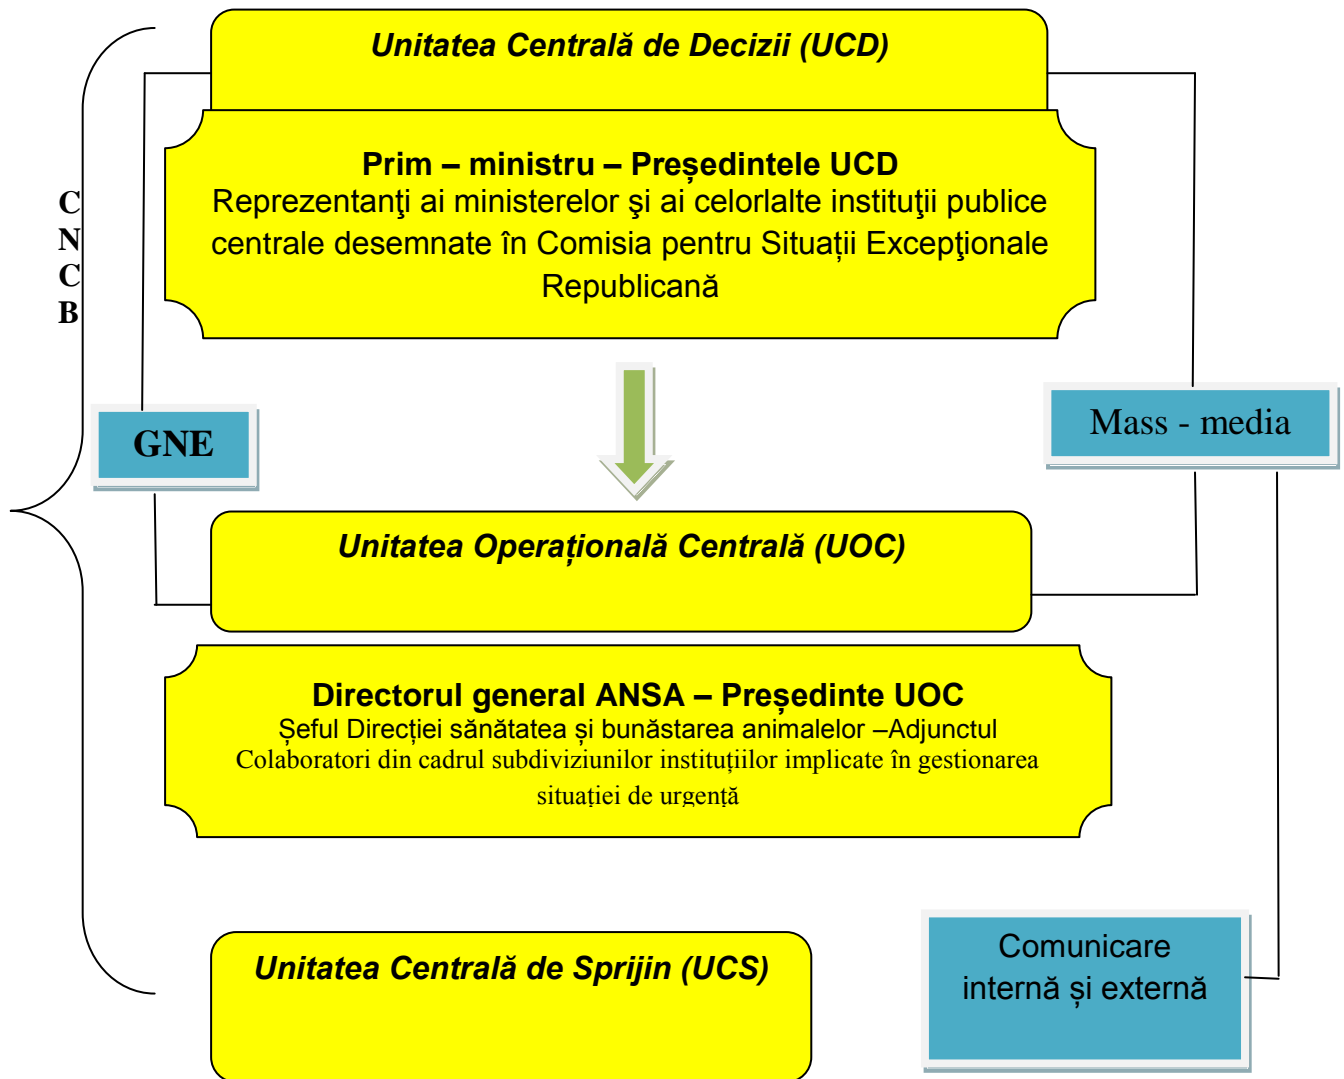 Unitatea Centrală de Decizii (UCD)
Prim – ministru – Președintele UCD
Reprezentanţi ai ministerelor şi ai celorlalte instituţii publice
centrale desemnate în Comisia pentru Situații Excepţionale
Republicană
C
N
C
B
GNE
Mass - media
Unitatea Operațională Centrală (UOC)
Directorul general ANSA – Președinte UOC
Șeful Direcției sănătatea și bunăstarea animalelor –Adjunctul
Colaboratori din cadrul subdiviziunilor instituțiilor implicate în gestionarea
situației de urgență
Unitatea Centrală de Sprijin (UCS)
Comunicare
internă și externă